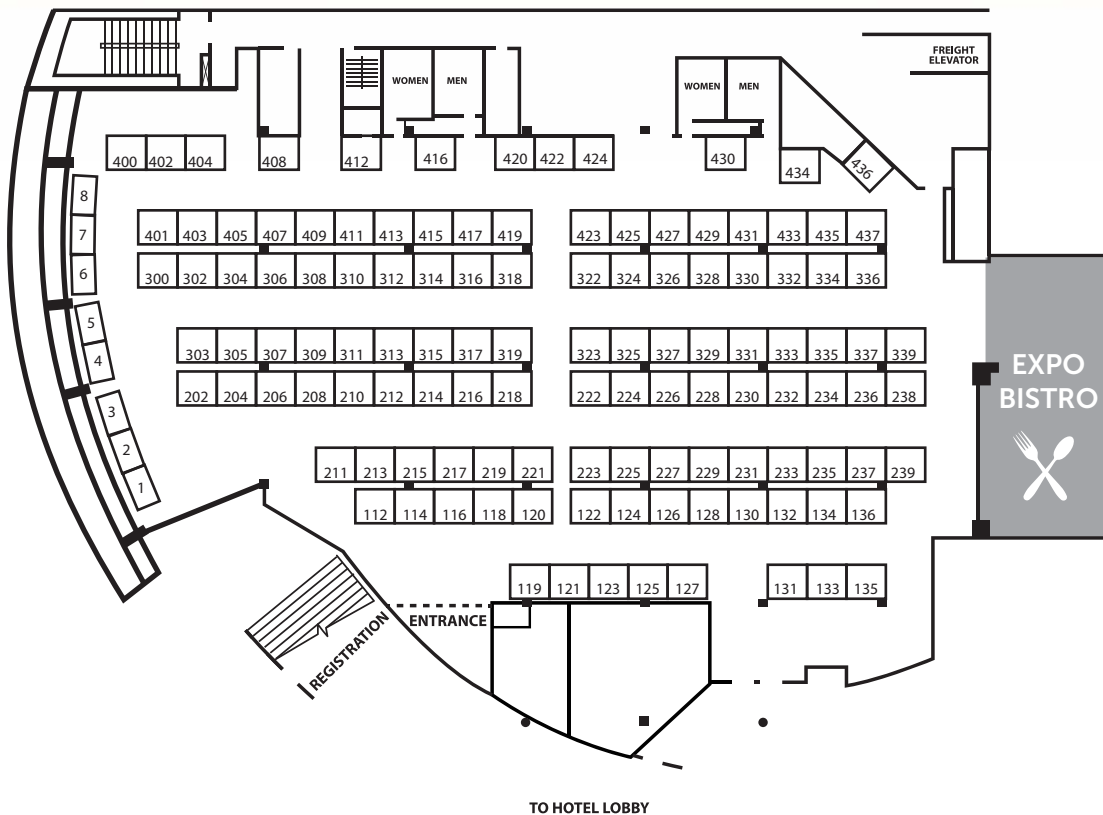 FREIGHT
ELEVATOR
WOMEN MEN
WOMEN MEN
400 402 404 408 412 416 420 422 424 430 434 436
8
7
6
5
4
3
2
1
401 403 405 407 409 411 413 415 417 419 423 425 427 429 431 433 435 437
300 302 304 306 308 310 312 314 316 318 322 324 326 328 330 332 334 336
303 305 307 309 311 313 315 317 319 323 325 327 329 331 333 335 337 339
202 204 206 208 210 212 214 216 218 222 224 226 228 230 232 234 236 238
EXPO
BISTRO
211 213 215 217 219 221 223 225 227 229 231 233 235 237 239
112 114 116 118 120 122 124 126 128 130 132 134 136
119 121 123 125 127 131 133 135
ENTRANCE
REGISTRATION
TO HOTEL LOBBY